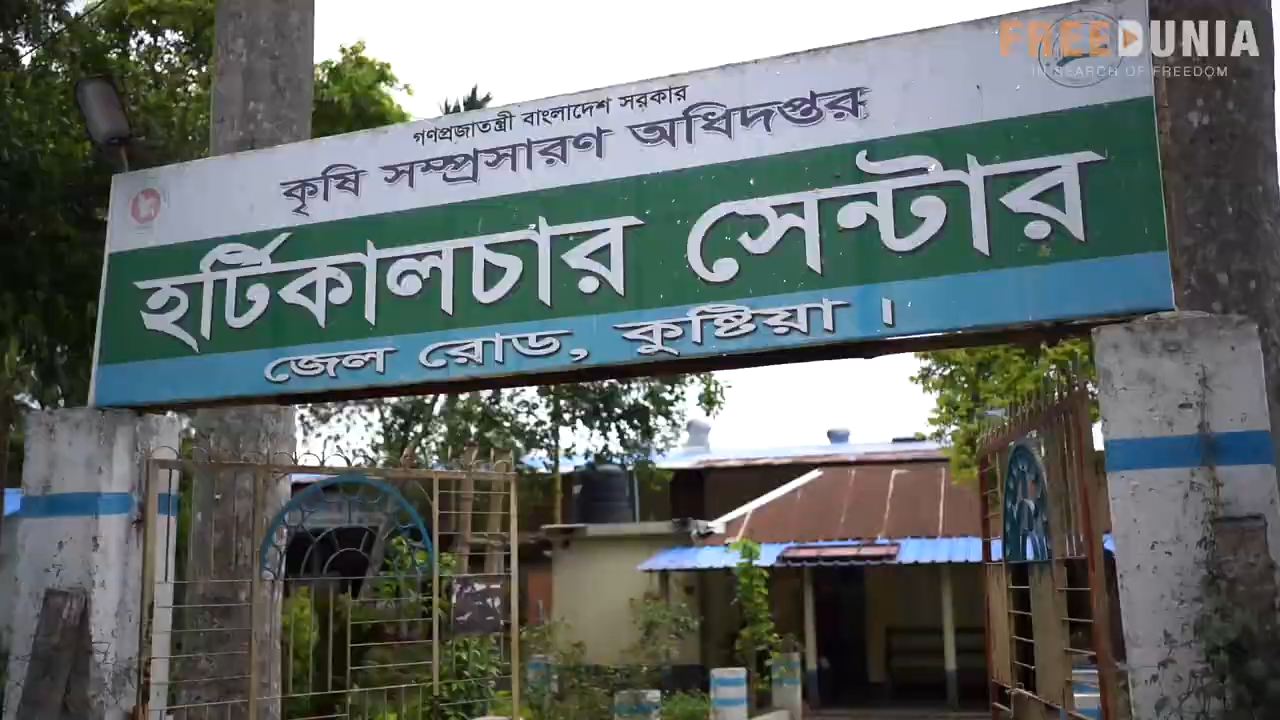 FREEDUNIA
IN SEARCH OF FREEDOM
গণপ্রজাতন্ত্রী বাংলাদেশ সরকার
কৃষি সম্প্রসারণ অধিদপ্তর
হর্টিকালচার সেন্টার
জেল রোড, কুষ্টিয়া ।